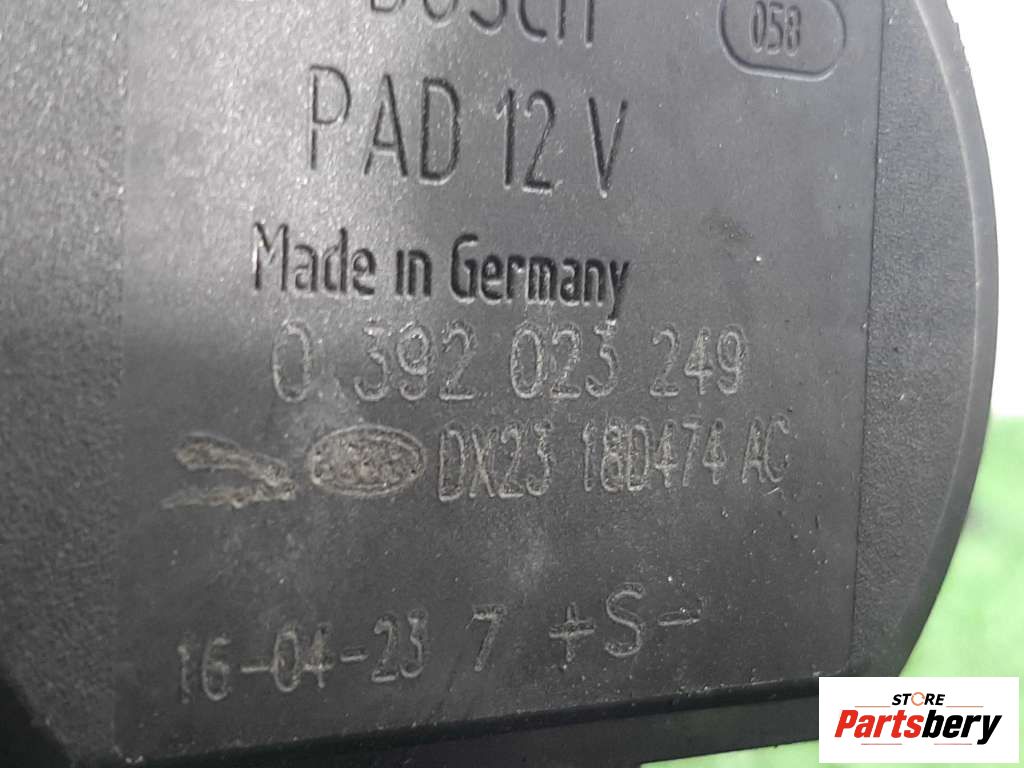 BOSCH
058
PAD 12 V
Made in Germany
0 392 023 249
DX23 18D474 AC
16-04-23 7 +S-
STORE
Partsbery